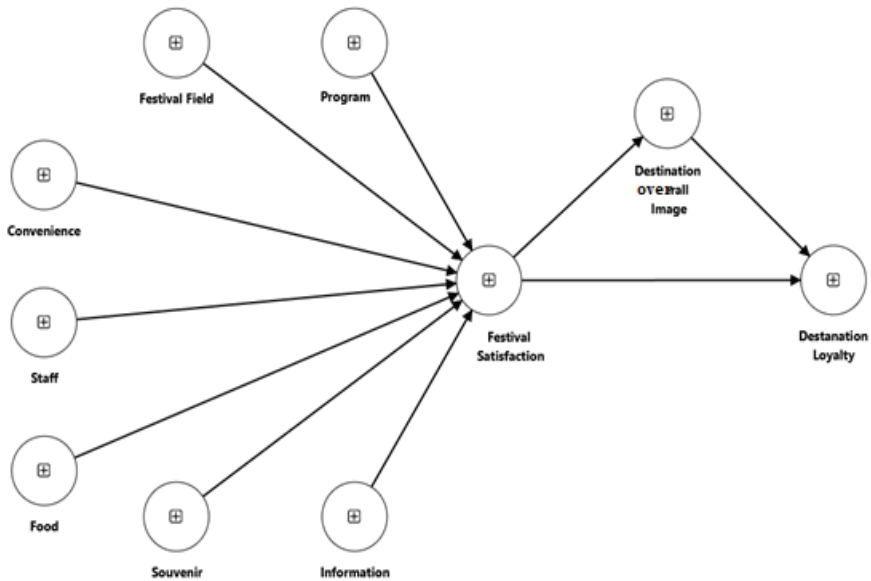 Festival Field
Program
Destination
overall
Image
Convenience
Festival
Satisfaction
Destanation
Loyalty
Staff
Food
Souvenir
Information